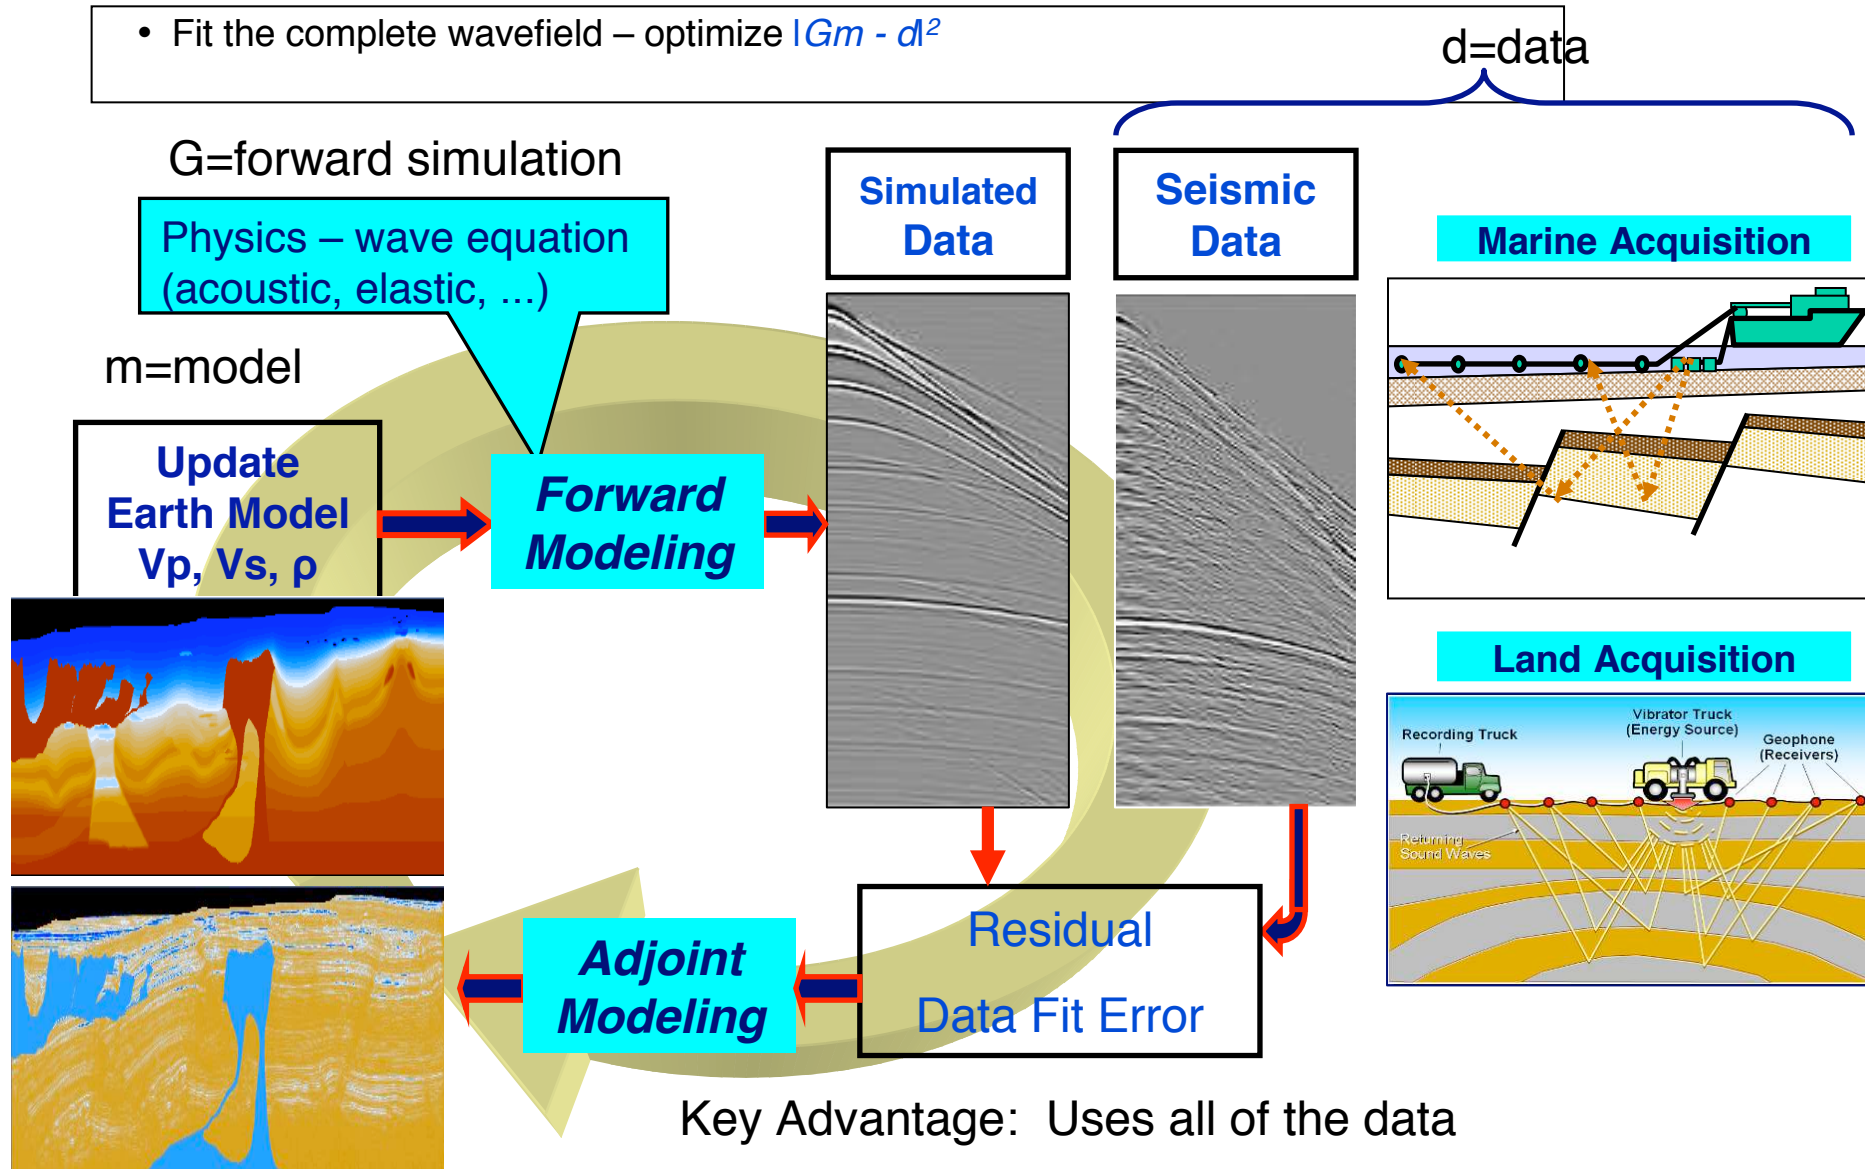 • Fit the complete wavefield – optimize |Gm - d|²
d=data
G=forward simulation
Physics – wave equation
(acoustic, elastic, ...)
m=model
Update
Earth Model
Vp, Vs, ρ
Forward
Modeling
Simulated
Data
Seismic
Data
Marine Acquisition
Land Acquisition
Recording Truck
Vibrator Truck
(Energy Source)
Geophone
(Receivers)
Returning
Sound Waves
Residual
Data Fit Error
Adjoint
Modeling
Key Advantage: Uses all of the data